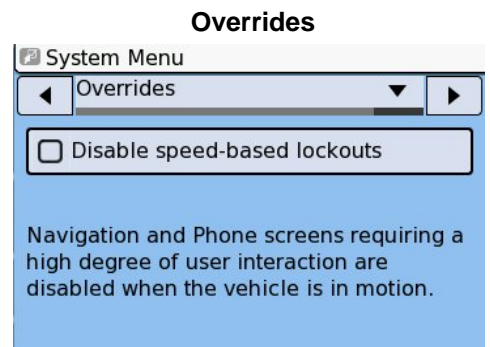 Overrides
System Menu
Overrides
Disable speed-based lockouts
Navigation and Phone screens requiring a
high degree of user interaction are
disabled when the vehicle is in motion.